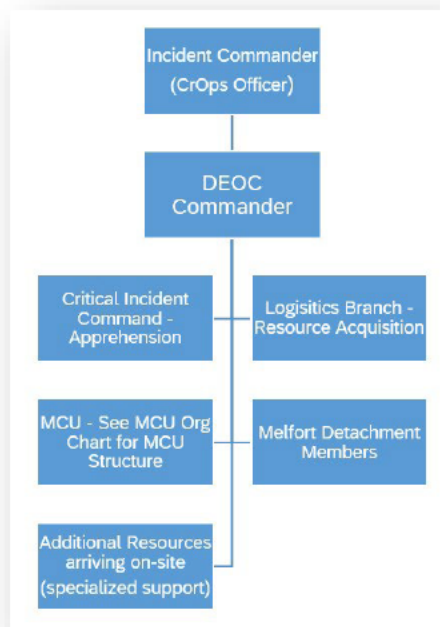 Incident Commander
(CrOps Officer)
DEOC
Commander
Critical Incident
Command -
Apprehension
Logisitics Branch -
Resource Acquisition
MCU - See MCU Org
Chart for MCU
Structure
Melfort Detachment
Members
Additional Resources
arriving on-site
(specialized support)